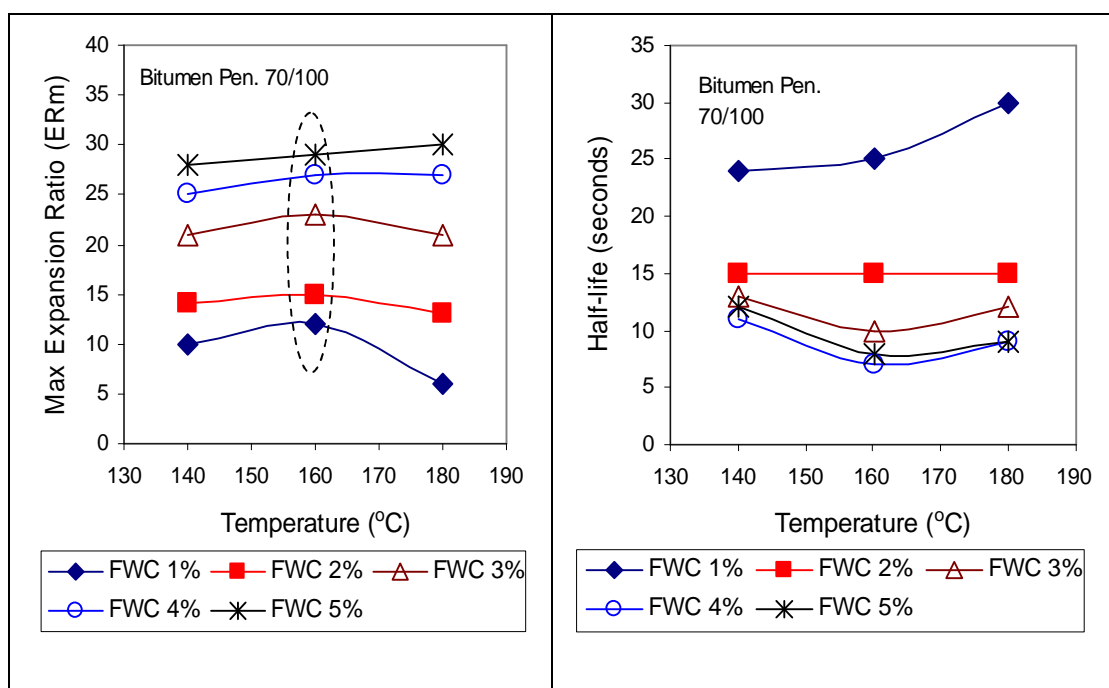 40
35
30
25
20
15
10
5
0
Max Expansion Ratio (ERm)
Bitumen Pen. 70/100
130 140 150 160 170 180 190
Temperature (°C)
FWC 1% FWC 2% FWC 3%
FWC 4% FWC 5%
35
30
25
20
15
10
5
0
Half-life (seconds)
Bitumen Pen.
70/100
130 140 150 160 170 180 190
Temperature (°C)
FWC 1% FWC 2% FWC 3%
FWC 4% FWC 5%